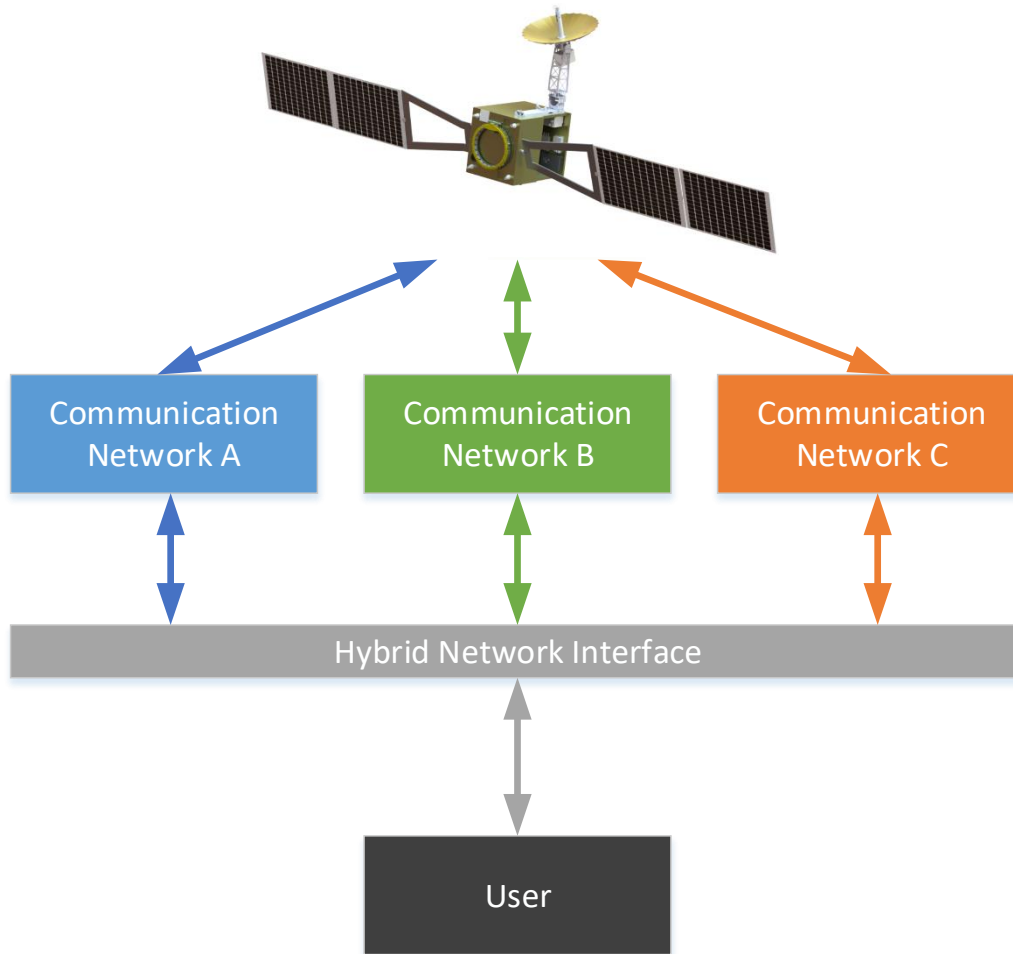 Communication
Network A
Communication
Network B
Communication
Network C
Hybrid Network Interface
User